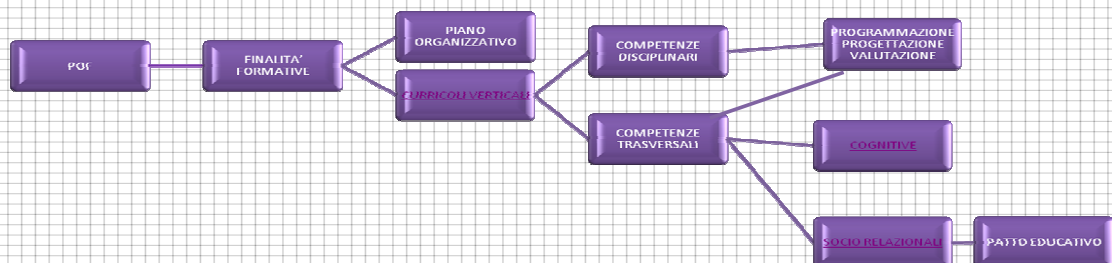 POF
FINALITA'
FORMATIVE
PIANO
ORGANIZZATIVO
CURRICOLI VERTICALE
COMPETENZE
DISCIPLINARI
COMPETENZE
TRASVERSALI
PROGRAMMAZIONE
PROGETTAZIONE
VALUTAZIONE
COGNITIVE
SOCIO RELAZIONALI
PATTO EDUCATIVO